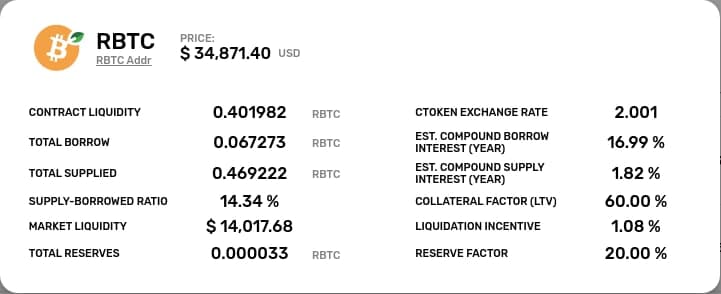 RBTC
RBTC Addr
PRICE:
$ 34,871.40 USD
CONTRACT LIQUIDITY 0.401982 RBTC
TOTAL BORROW 0.067273 RBTC
TOTAL SUPPLIED 0.469222 RBTC
SUPPLY-BORROWED RATIO 14.34 %
MARKET LIQUIDITY $ 14,017.68
TOTAL RESERVES 0.000033 RBTC
CTOKEN EXCHANGE RATE 2.001
EST. COMPOUND BORROW
INTEREST (YEAR) 16.99 %
EST. COMPOUND SUPPLY
INTEREST (YEAR) 1.82 %
COLLATERAL FACTOR (LTV) 60.00 %
LIQUIDATION INCENTIVE 1.08 %
RESERVE FACTOR 20.00 %